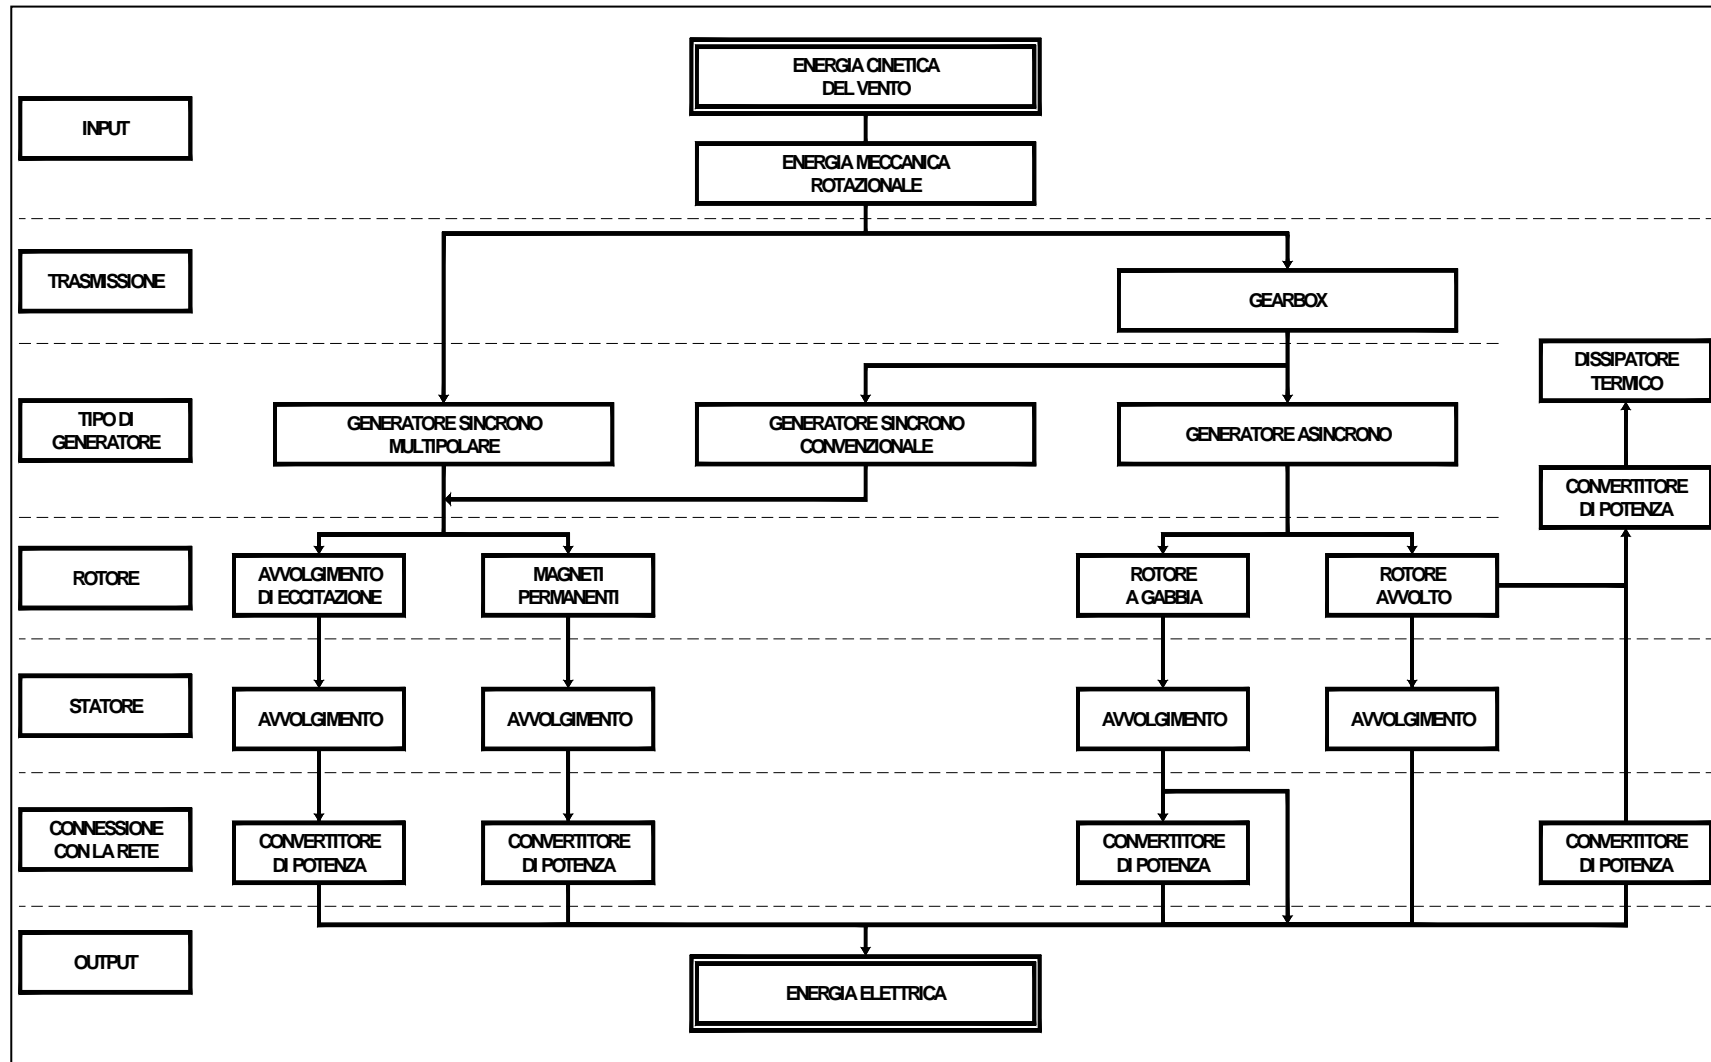 ENERGIA CINETICA
DEL VENTO
INPUT
ENERGIA MECCANICA
ROTAZIONALE
TRASMISSIONE
GEARBOX
DISSIPATORE
TERMICO
TIPO DI
GENERATORE
GENERATORE SINCRONO
MULTIPOLARE
GENERATORE SINCRONO
CONVENZIONALE
GENERATORE ASINCRONO
CONVERTITORE
DI POTENZA
ROTORE
AVVOLGIMENTO
DI ECCITAZIONE
MAGNETI
PERMANENTI
ROTORE
A GABBIA
ROTORE
AVVOLTO
STATORE
AVVOLGIMENTO
AVVOLGIMENTO
AVVOLGIMENTO
AVVOLGIMENTO
CONNESSIONE
CON LA RETE
CONVERTITORE
DI POTENZA
CONVERTITORE
DI POTENZA
CONVERTITORE
DI POTENZA
CONVERTITORE
DI POTENZA
OUTPUT
ENERGIA ELETTRICA